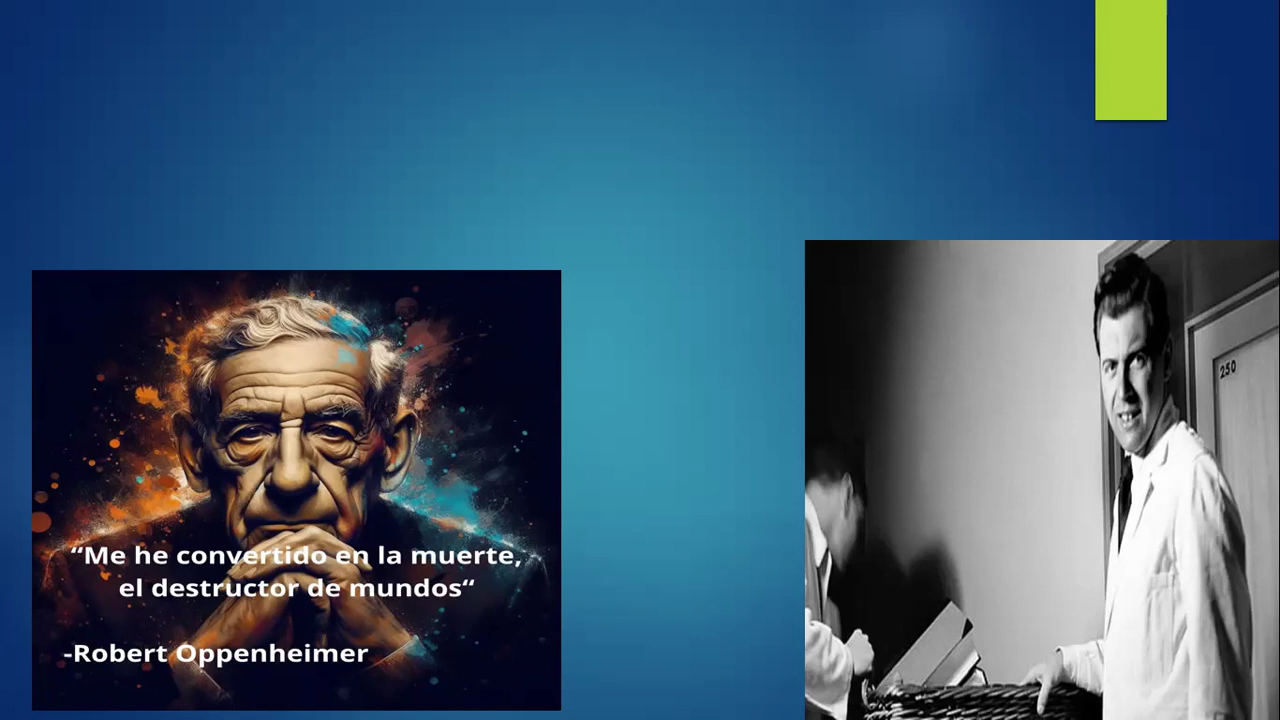 “Me he convertido en la muerte,
el destructor de mundos“
-Robert Oppenheimer
250